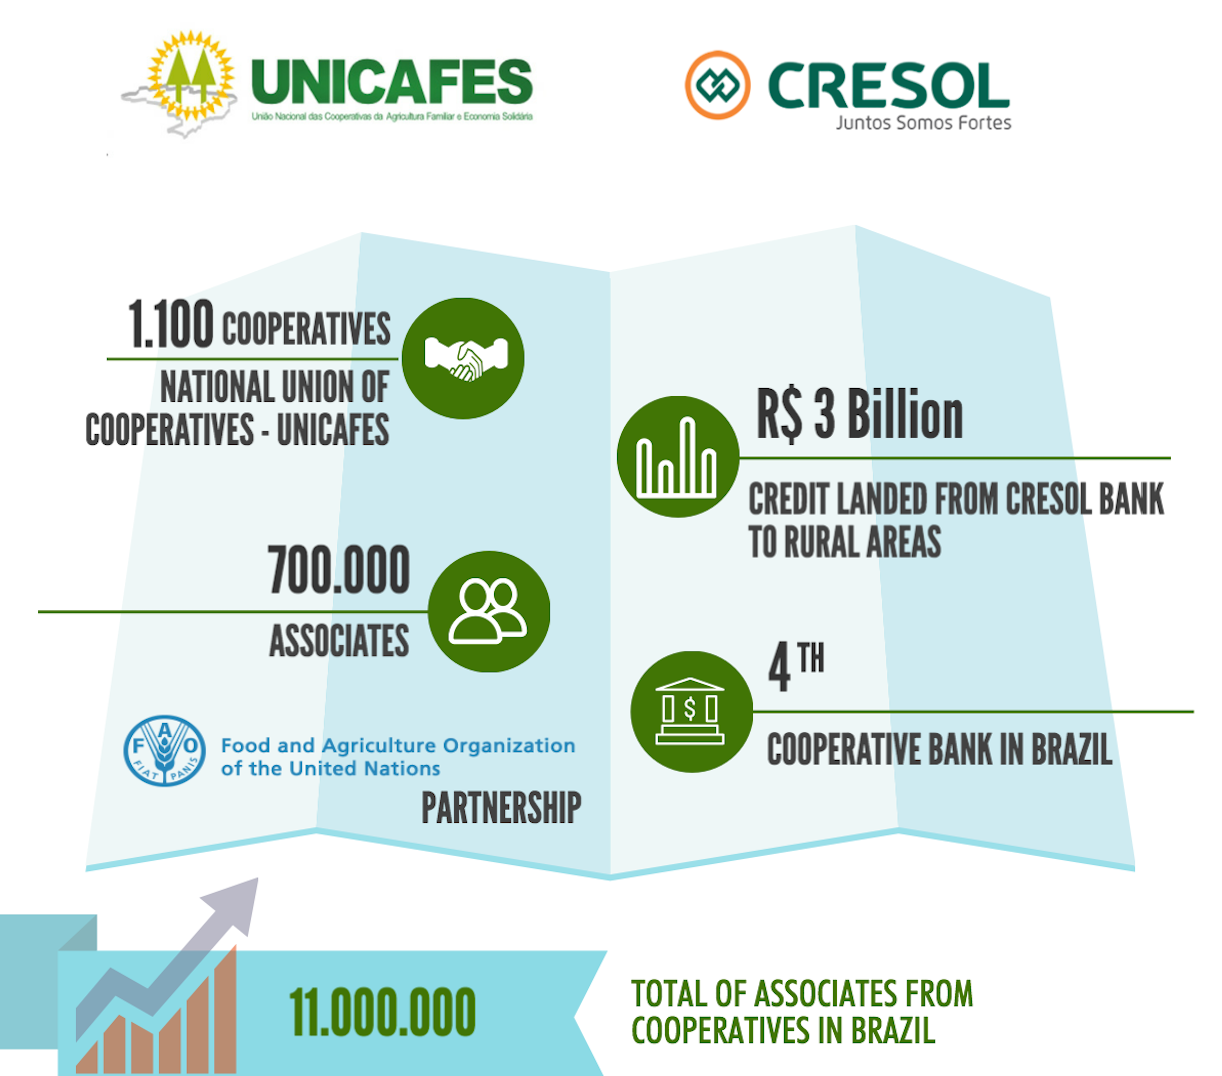 UNICAFES
União Nacional das Cooperativas da Agricultura Familiar e Economia Solidária
CRESOL
Juntos Somos Fortes
1.100 COOPERATIVES
NATIONAL UNION OF
COOPERATIVES - UNICAFES
R$ 3 Billion
CREDIT LANDED FROM CRESOL BANK
TO RURAL AREAS
700.000
ASSOCIATES
4TH
COOPERATIVE BANK IN BRAZIL
FAO
FIAT PANIS
Food and Agriculture Organization
of the United Nations
PARTNERSHIP
$
11.000.000
TOTAL OF ASSOCIATES FROM
COOPERATIVES IN BRAZIL